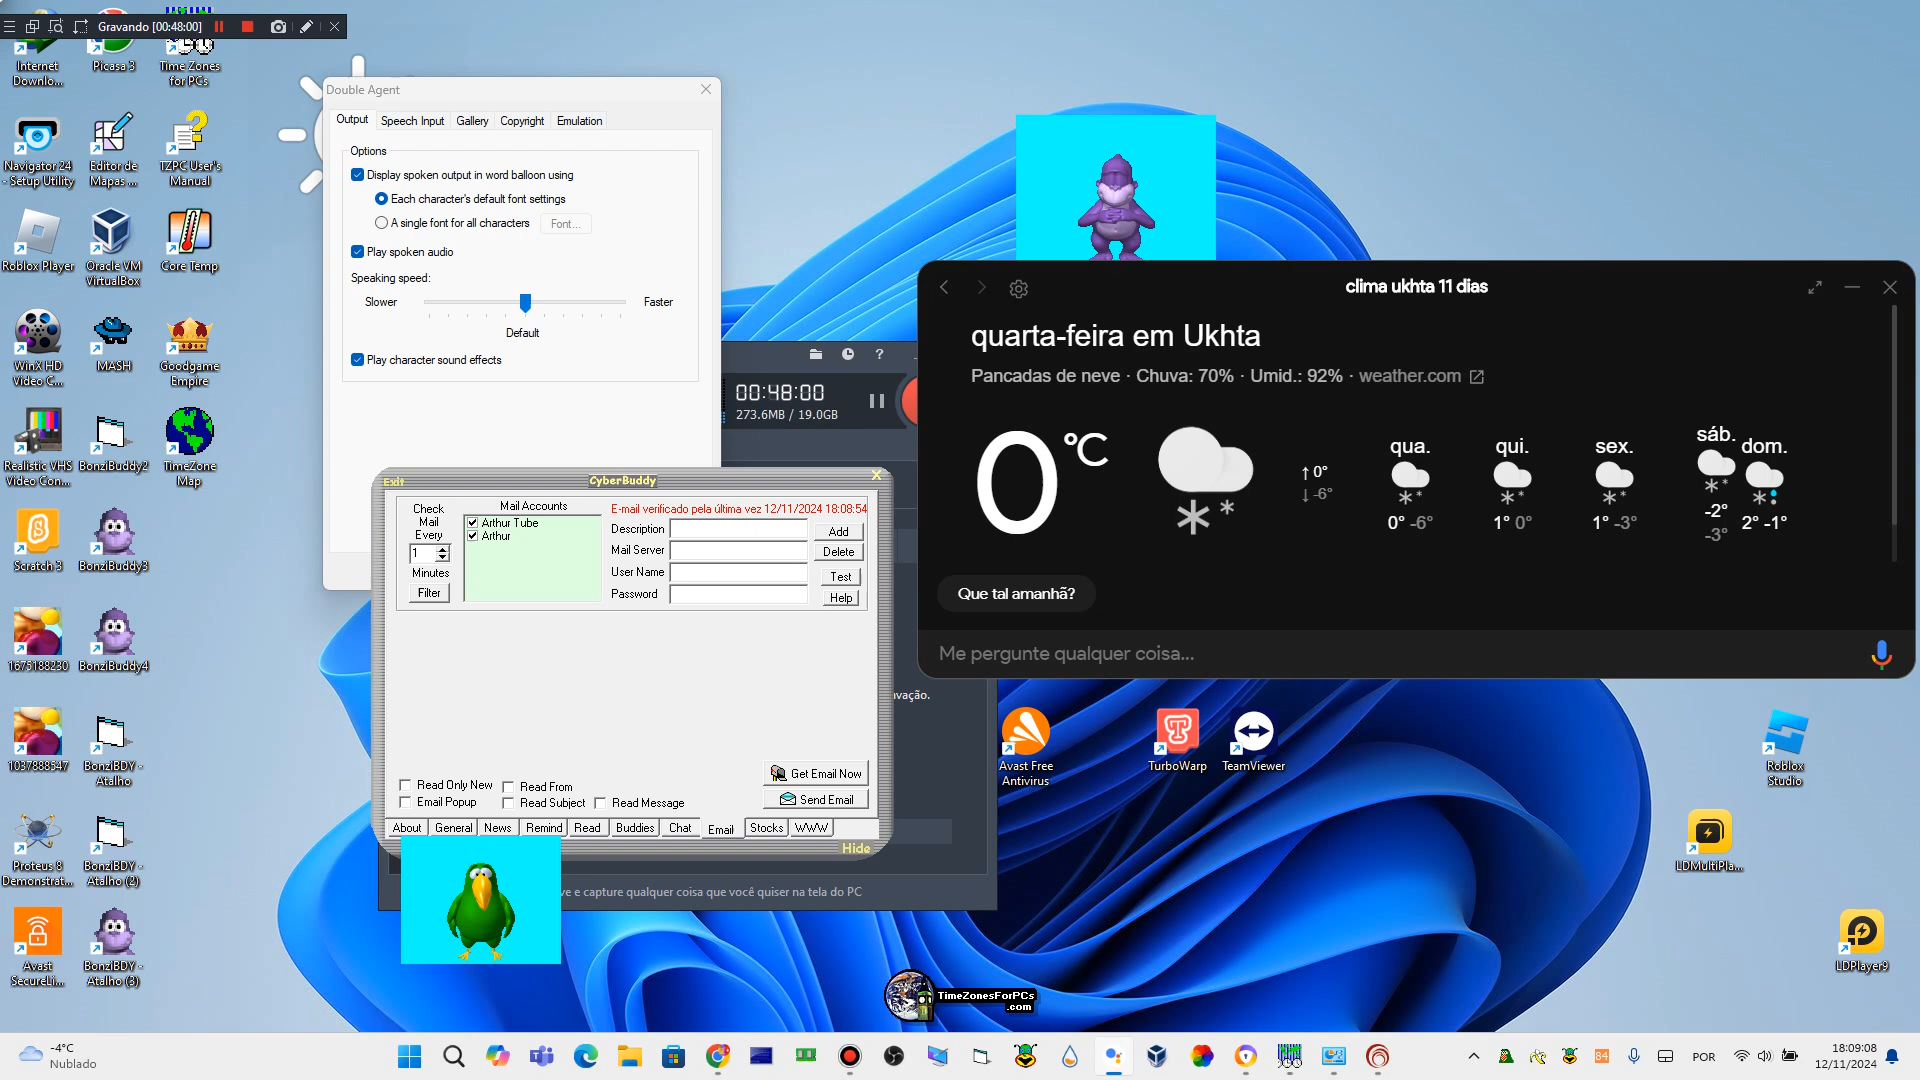 Gravando [00:48:00]
Internet Downlo...
Picasa 3
Time Zones for PCs
Navigator 24 - Setup Utility
Editor de Mapas ...
TZPC User's Manual
Roblox Player
Oracle VM VirtualBox
Core Temp
WinX HD Video C...
MASH
Goodgame Empire
Realistic VHS Video Con...
BonziBuddy2
TimeZone Map
Scratch 3
BonziBuddy3
1675188230
BonziBuddy4
1037888547
BonziBDY - Atalho
Proteus 8 Demonstrat...
BonziBDY - Atalho (2)
Avast SecureLi...
BonziBDY - Atalho (3)
Double Agent
Output
Speech Input
Gallery
Copyright
Emulation
Options
Display spoken output in word balloon using
Each character's default font settings
A single font for all characters
Font...
Play spoken audio
Speaking speed:
Slower
Faster
Default
Play character sound effects
?
00:48:00
273.6MB / 19.0GB
vação.
ve e capture qualquer coisa que você quiser na tela do PC
Exit
CyberBuddy
X
Check Mail Every
1
Minutes
Filter
Mail Accounts
Arthur Tube
Arthur
E-mail verificado pela última vez 12/11/2024 18:08:54
Description
Add
Mail Server
Delete
User Name
Test
Password
Help
Get Email Now
Send Email
Read Only New
Read From
Email Popup
Read Subject
Read Message
About
General
News
Remind
Read
Buddies
Chat
Email
Stocks
WWW
Hide
clima ukhta 11 dias
quarta-feira em Ukhta
Pancadas de neve · Chuva: 70% · Umid.: 92% · weather.com
0 °C
↑ 0°
↓ -6°
qua.
0° -6°
qui.
1° 0°
sex.
1° -3°
sáb.
-2°
-3°
dom.
2° -1°
Que tal amanhã?
Me pergunte qualquer coisa...
Avast Free Antivirus
TurboWarp
TeamViewer
Roblox Studio
LDMultiPla...
LDPlayer9
TimeZonesForPCs
.com
-4°C
Nublado
84
POR
18:09:08
12/11/2024